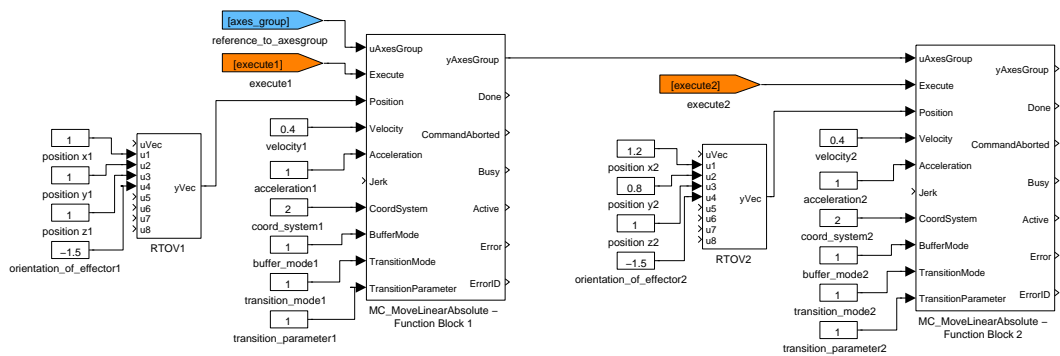 [axes_group]
reference_to_axesgroup
[execute1]
execute1
1
position x1
1
position y1
1
position z1
−1.5
orientation_of_effector1
uVec
u1
u2
u3
u4
u5
u6
u7
u8
yVec
RTOV1
0.4
velocity1
1
acceleration1
2
coord_system1
1
buffer_mode1
1
transition_mode1
1
transition_parameter1
uAxesGroup
Execute
Position
Velocity
Acceleration
Jerk
CoordSystem
BufferMode
TransitionMode
TransitionParameter
yAxesGroup
Done
CommandAborted
Busy
Active
Error
ErrorID
MC_MoveLinearAbsolute −
Function Block 1
[execute2]
execute2
1.2
position x2
0.8
position y2
1
position z2
−1.5
orientation_of_effector2
uVec
u1
u2
u3
u4
u5
u6
u7
u8
yVec
RTOV2
0.4
velocity2
1
acceleration2
2
coord_system2
1
buffer_mode2
1
transition_mode2
1
transition_parameter2
uAxesGroup
Execute
Position
Velocity
Acceleration
Jerk
CoordSystem
BufferMode
TransitionMode
TransitionParameter
yAxesGroup
Done
CommandAborted
Busy
Active
Error
ErrorID
MC_MoveLinearAbsolute −
Function Block 2